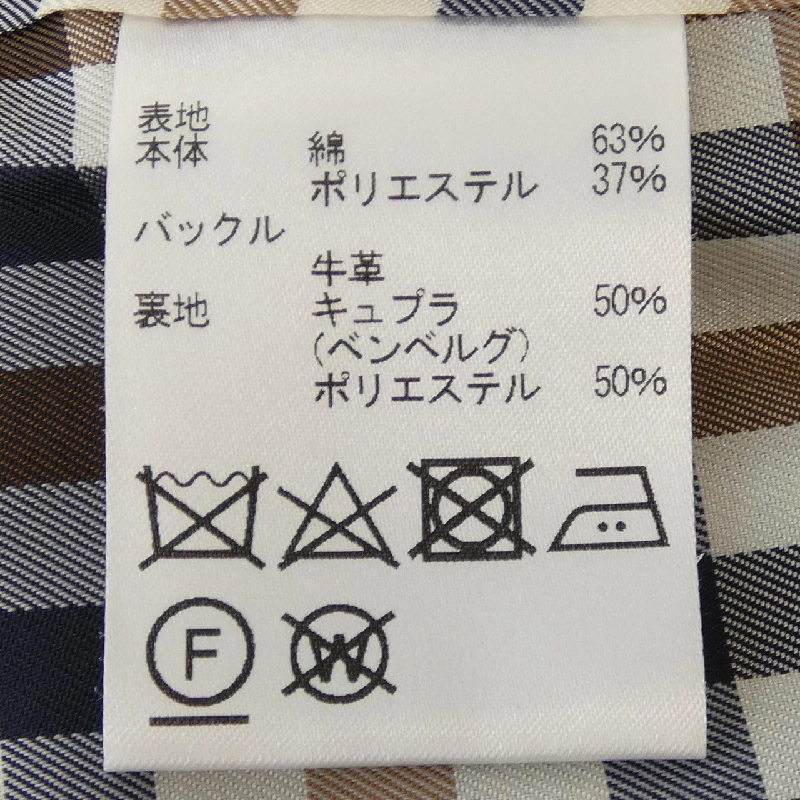 表地
本体 綿 63%
ポリエステル 37%
バックル
牛革
裏地 キュプラ 50%
(ベンベルグ)
ポリエステル 50%
F W